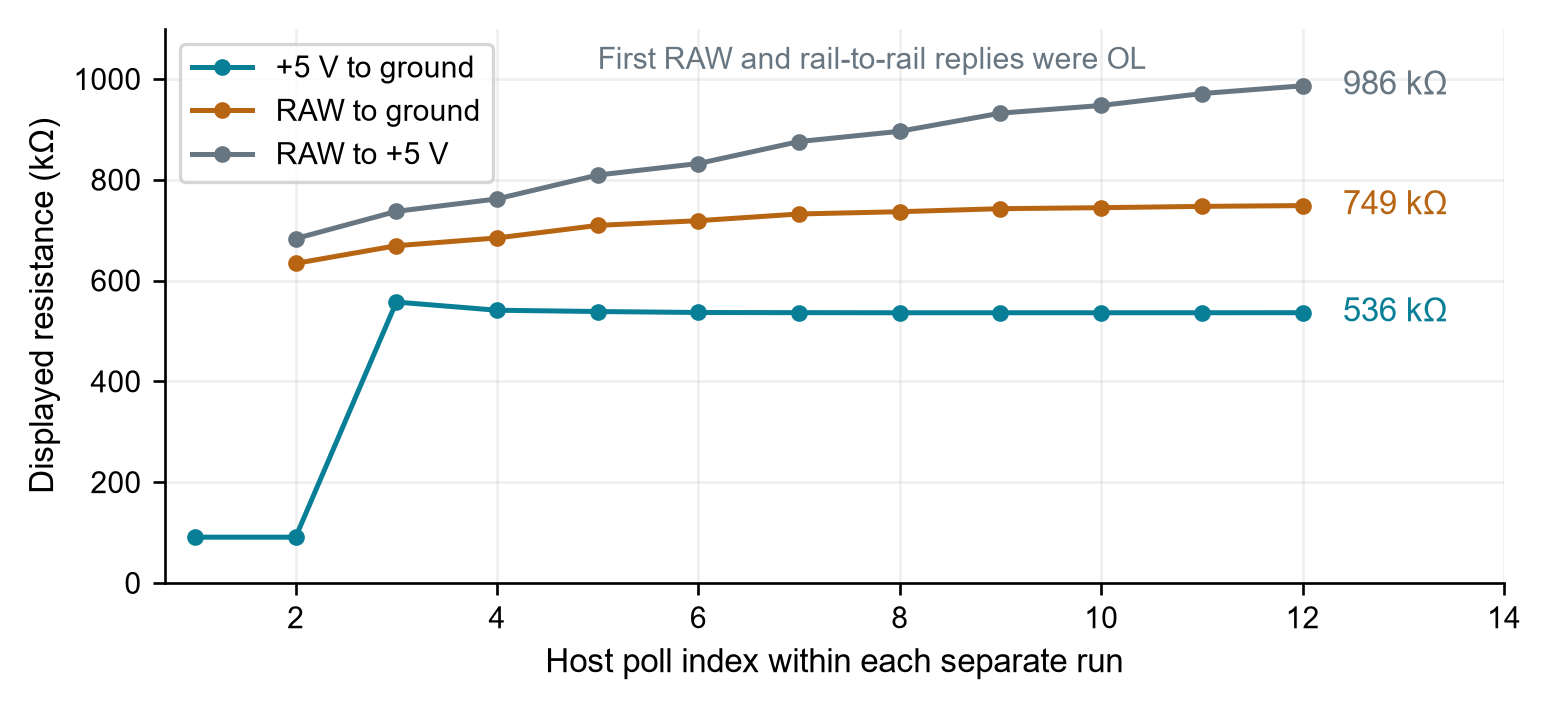 First RAW and rail-to-rail replies were OL
+5 V to ground
RAW to ground
RAW to +5 V
986 kΩ
749 kΩ
536 kΩ
Displayed resistance (kΩ)
1000
800
600
400
200
0
2
4
6
8
10
12
14
Host poll index within each separate run